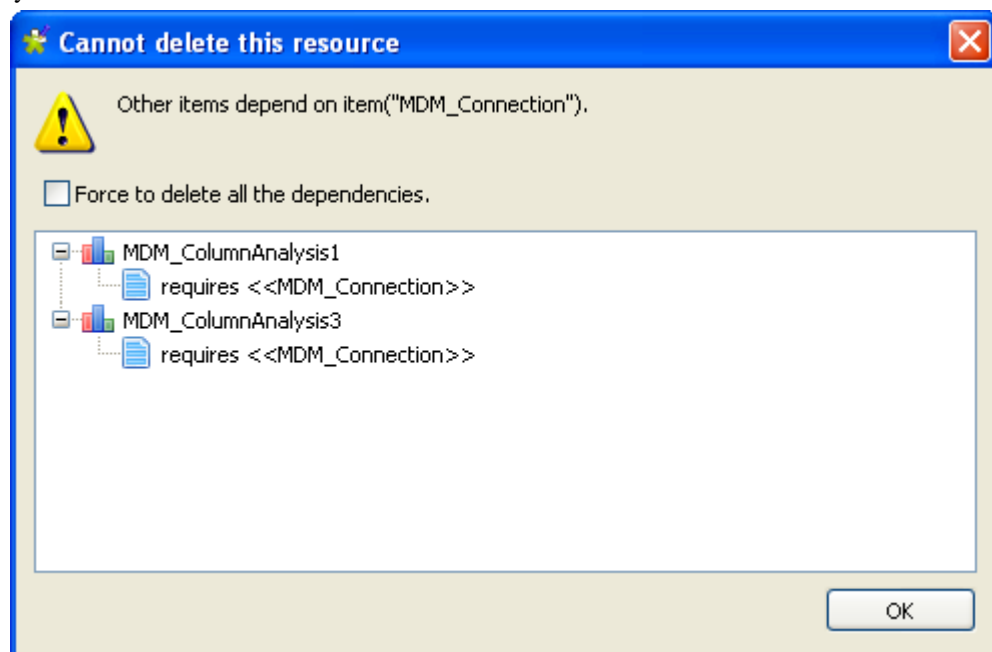 Cannot delete this resource
Other items depend on item("MDM_Connection").
Force to delete all the dependencies.
MDM_ColumnAnalysis1
requires <<MDM_Connection>>
MDM_ColumnAnalysis3
requires <<MDM_Connection>>
OK